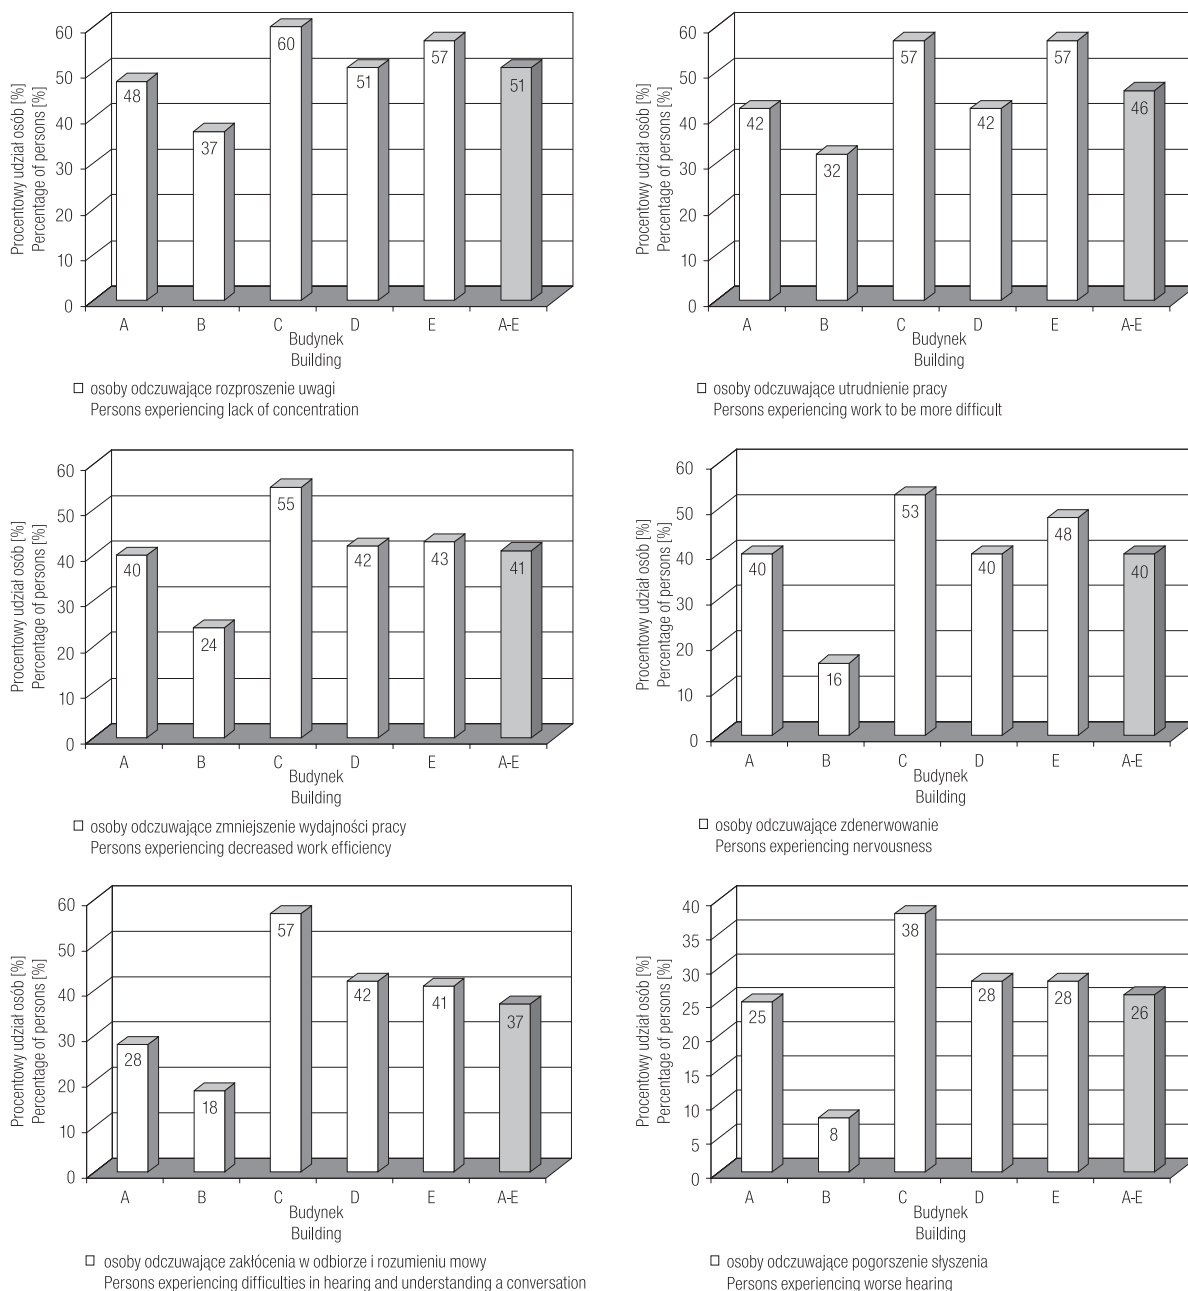 Procentowy udział osób [%]
Percentage of persons [%]
60
50
40
30
20
10
0
48
37
60
51
57
51
A B C D E A-E
Budynek
Building
osoby odczuwające rozproszenie uwagi
Persons experiencing lack of concentration
Procentowy udział osób [%]
Percentage of persons [%]
60
50
40
30
20
10
0
42
32
57
42
57
46
A B C D E A-E
Budynek
Building
osoby odczuwające utrudnienie pracy
Persons experiencing work to be more difficult
Procentowy udział osób [%]
Percentage of persons [%]
60
50
40
30
20
10
0
40
24
55
42
43
41
A B C D E A-E
Budynek
Building
osoby odczuwające zmniejszenie wydajności pracy
Persons experiencing decreased work efficiency
Procentowy udział osób [%]
Percentage of persons [%]
60
50
40
30
20
10
0
40
16
53
40
48
40
A B C D E A-E
Budynek
Building
osoby odczuwające zdenerwowanie
Persons experiencing nervousness
Procentowy udział osób [%]
Percentage of persons [%]
60
50
40
30
20
10
0
28
18
57
42
41
37
A B C D E A-E
Budynek
Building
osoby odczuwające zakłócenia w odbiorze i rozumieniu mowy
Persons experiencing difficulties in hearing and understanding a conversation
Procentowy udział osób [%]
Percentage of persons [%]
40
35
30
25
20
15
10
5
0
25
8
38
28
28
26
A B C D E A-E
Budynek
Building
osoby odczuwające pogorszenie słyszenia
Persons experiencing worse hearing